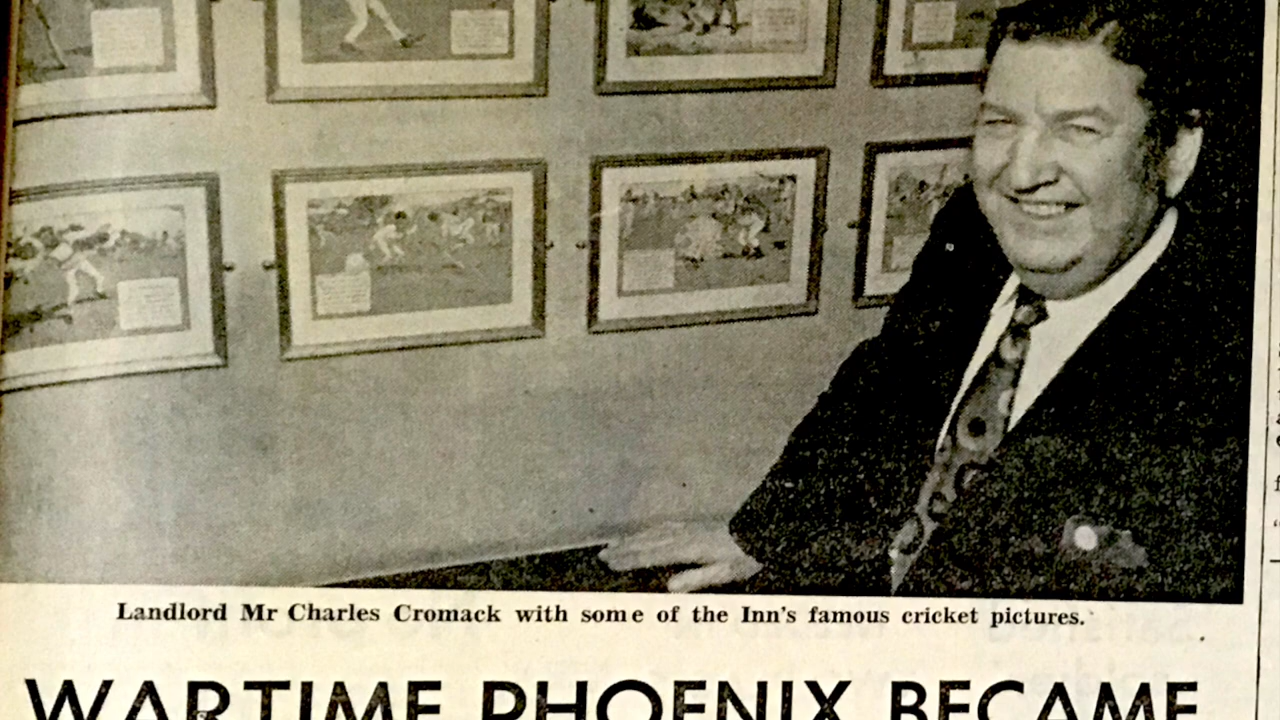 Landlord Mr Charles Cromack with some of the Inn's famous cricket pictures.
WARTIME PHOENIX BECAME